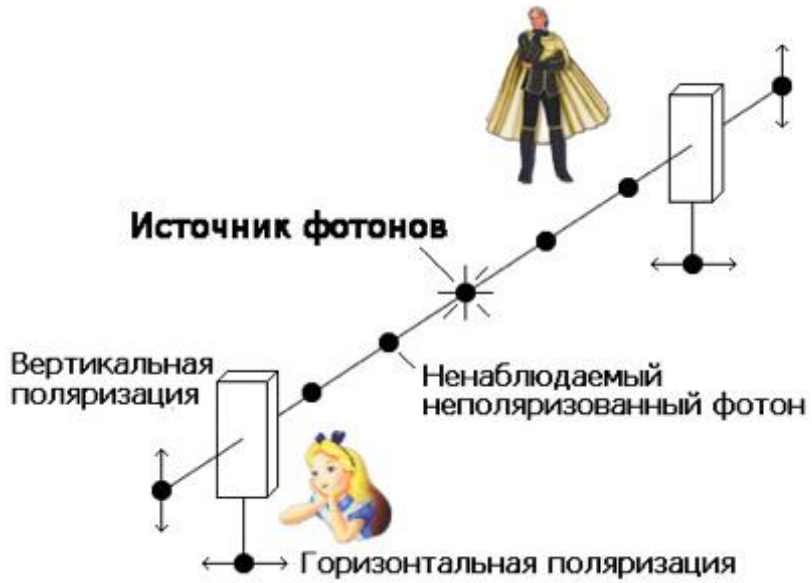 Источник фотонов
Вертикальная
поляризация
Ненаблюдаемый
неполяризованный фотон
Горизонтальная поляризация